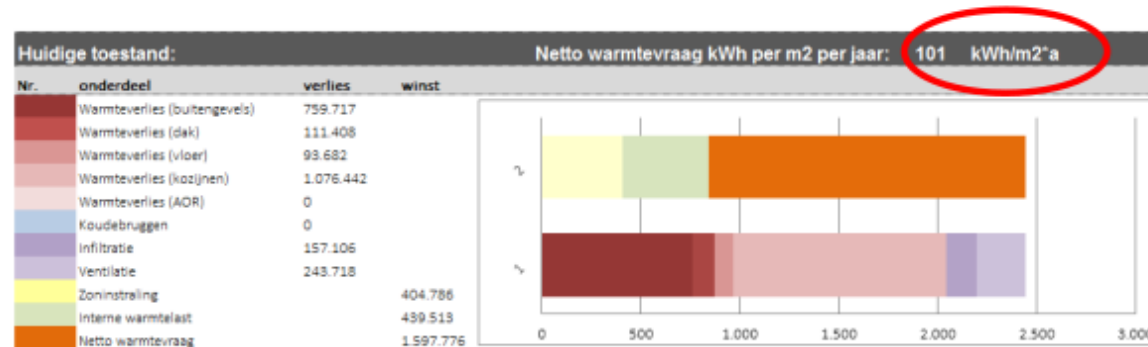 Huidige toestand: Netto warmtevraag kWh per m2 per jaar: 101 kWh/m2*a
Nr. onderdeel verlies winst
Warmteverlies (buitengevels) 759.717
Warmteverlies (dak) 111.408
Warmteverlies (vloer) 93.682
Warmteverlies (kozijnen) 1.076.442
Warmteverlies (AOR) 0
Koudebruggen 0
Infiltratie 157.106
Ventilatie 243.718
Zoninstraling 404.786
Interne warmtelast 439.513
Netto warmtevraag 1.597.776
2
2
0 500 1.000 1.500 2.000 2.500 3.000